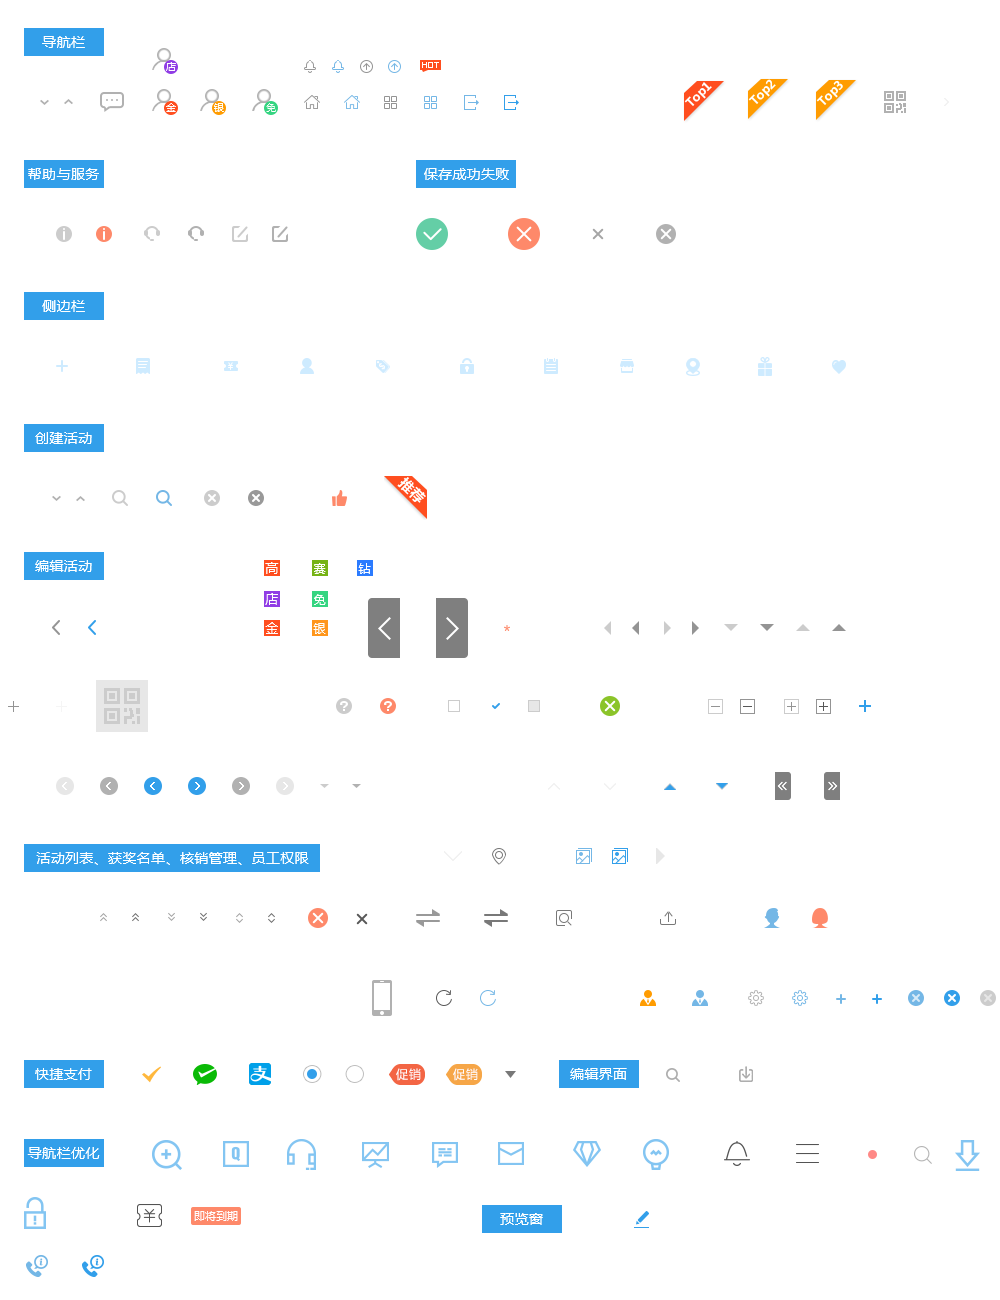 导航栏
店
HOT
金
银
免
Top1
Top2
Top3
帮助与服务
保存成功失败
侧边栏
创建活动
推荐
编辑活动
高
赛
钻
店
免
金
银
*
活动列表、获奖名单、核销管理、员工权限
快捷支付
支
促销
促销
编辑界面
导航栏优化
Q
¥
即将到期
预览窗